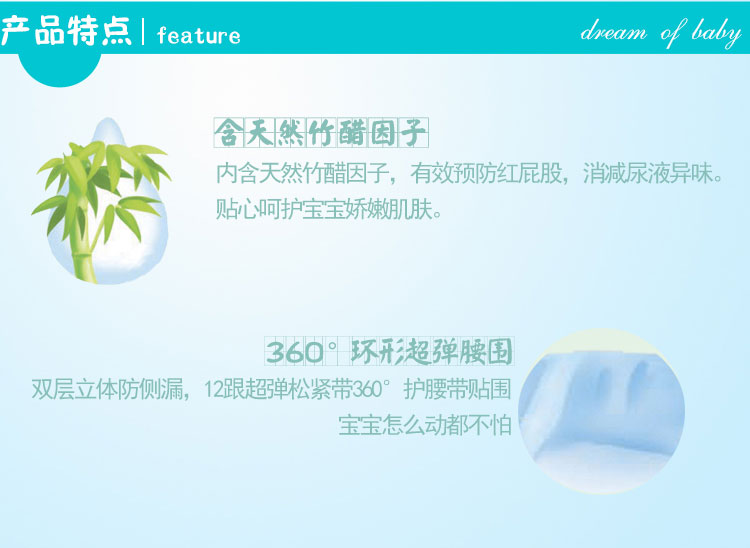 产品特点 | feature
dream of baby
含天然竹醋因子
内含天然竹醋因子，有效预防红屁股，消减尿液异味。
贴心呵护宝宝娇嫩肌肤。
360°环形超弹腰围
双层立体防侧漏，12跟超弹松紧带360°护腰带贴围
宝宝怎么动都不怕